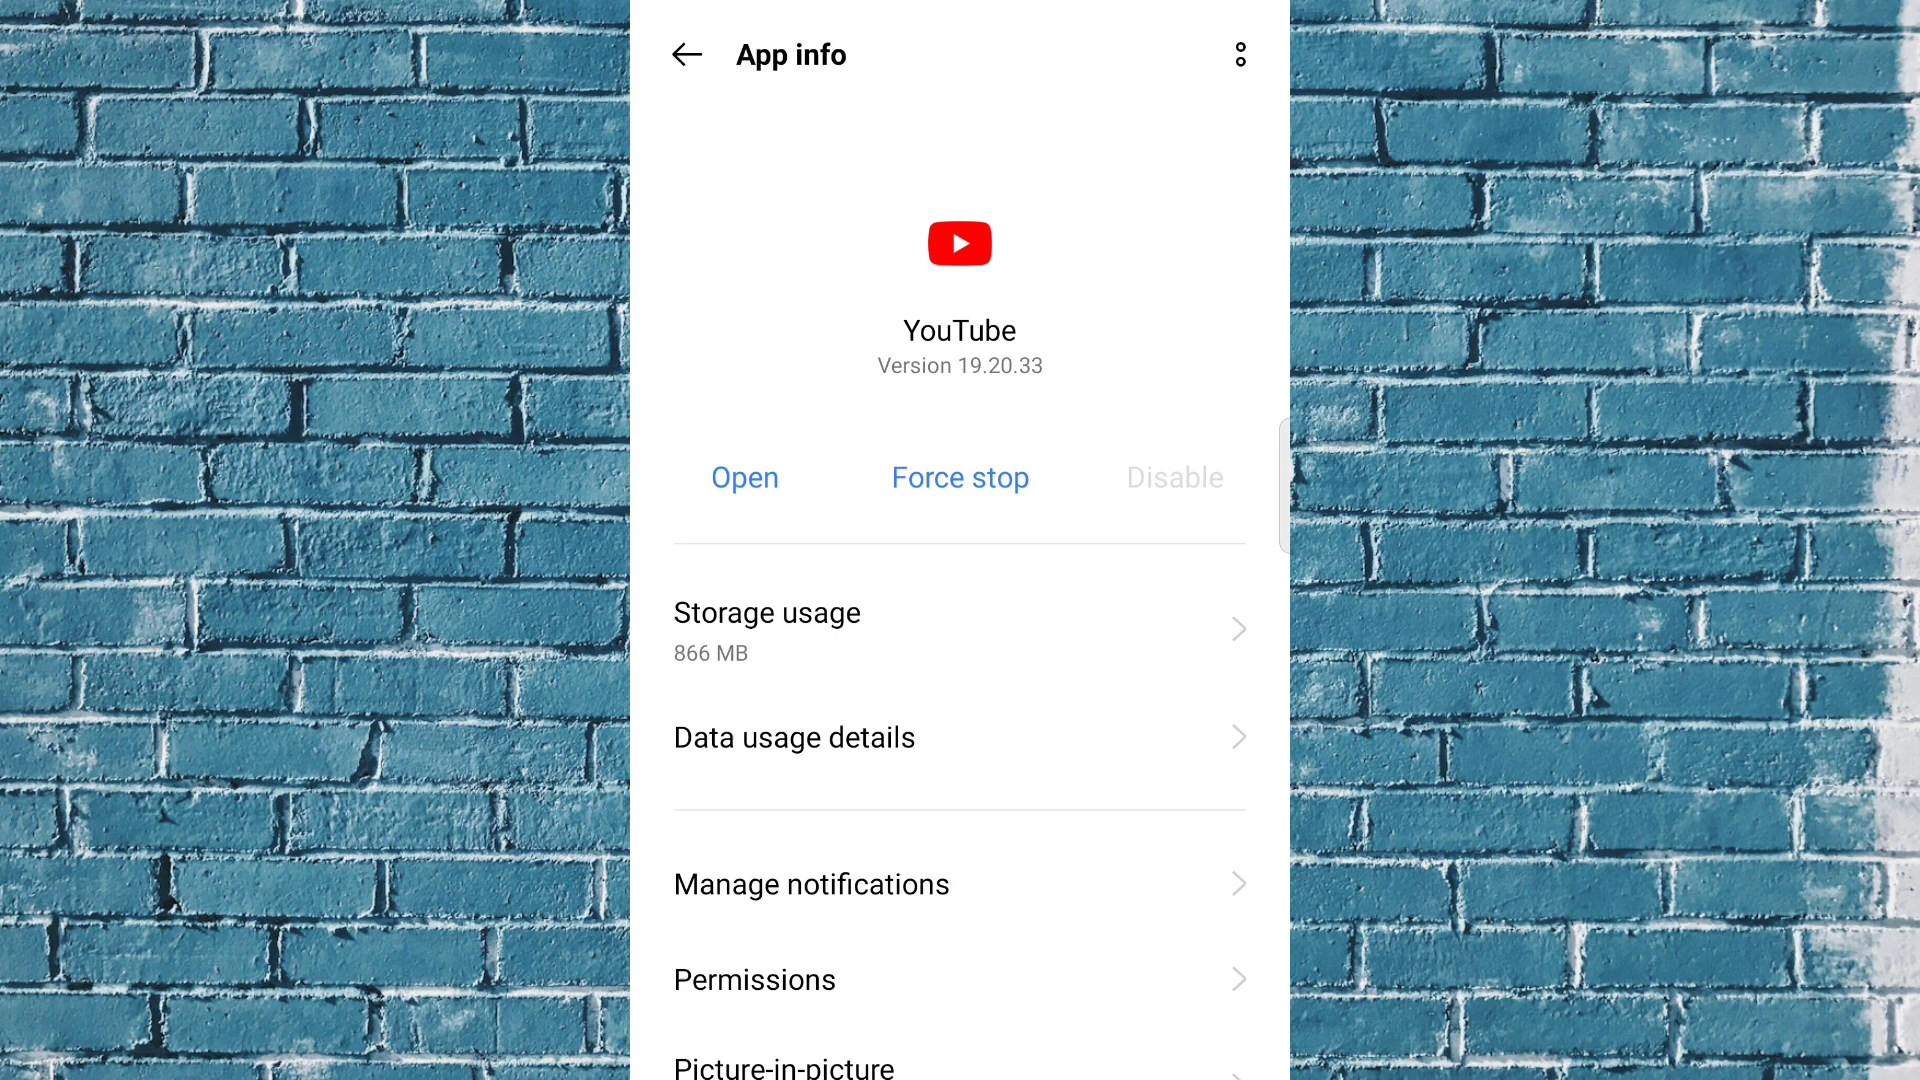 App info
YouTube
Version 19.20.33
Open Force stop Disable
Storage usage
866 MB
Data usage details
Manage notifications
Permissions
Picture-in-picture